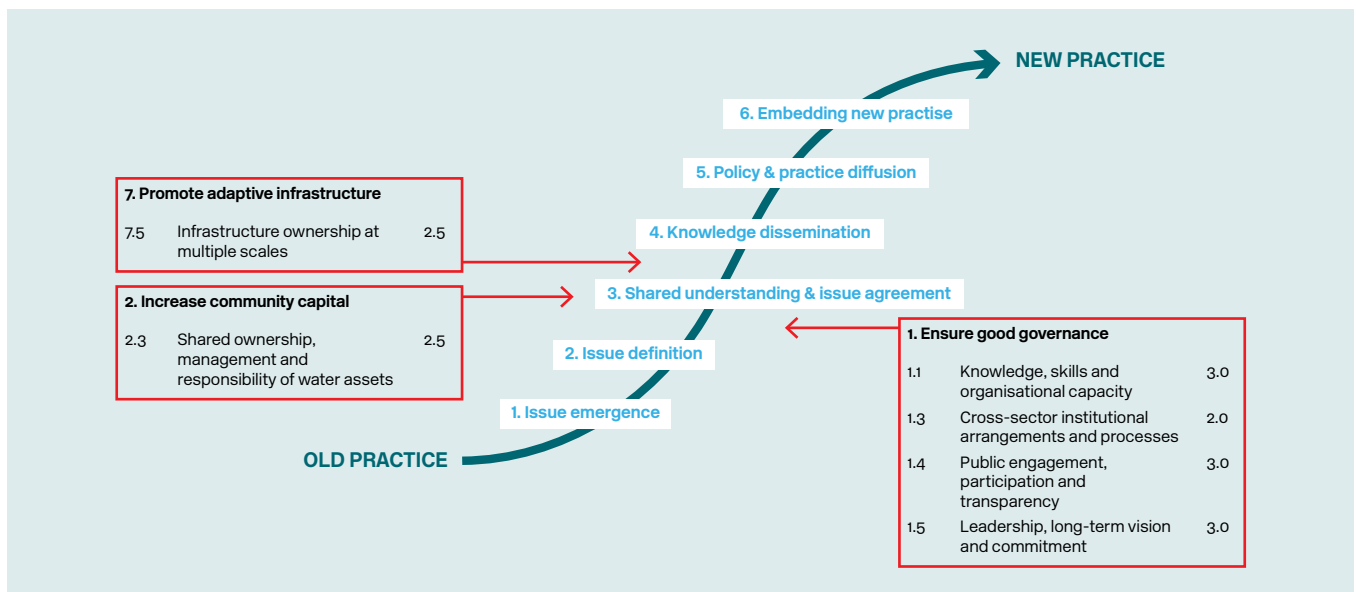 NEW PRACTICE
6. Embedding new practise
5. Policy & practice diffusion
4. Knowledge dissemination
3. Shared understanding & issue agreement
2. Issue definition
1. Issue emergence
OLD PRACTICE
7. Promote adaptive infrastructure
7.5 Infrastructure ownership at 2.5
multiple scales
2. Increase community capital
2.3 Shared ownership, 2.5
management and
responsibility of water assets
1. Ensure good governance
1.1 Knowledge, skills and 3.0
organisational capacity
1.3 Cross-sector institutional 2.0
arrangements and processes
1.4 Public engagement, 3.0
participation and
transparency
1.5 Leadership, long-term vision 3.0
and commitment